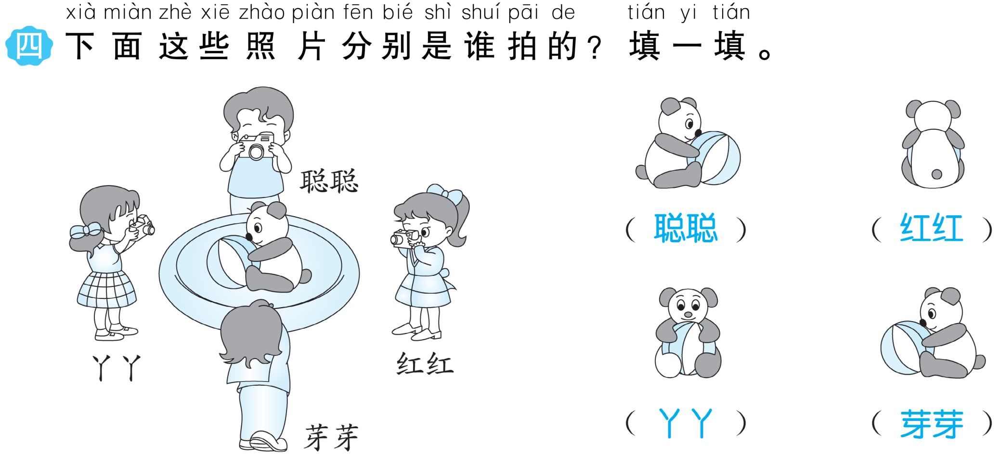 xià miàn zhè xiē zhào piàn fēn bié shì shuí pāi de tián yi tián
四 下面这些照片分别是谁拍的？填一填。
聪聪
丫丫
红红
芽芽
（聪聪）（红红）
（丫丫）（芽芽）